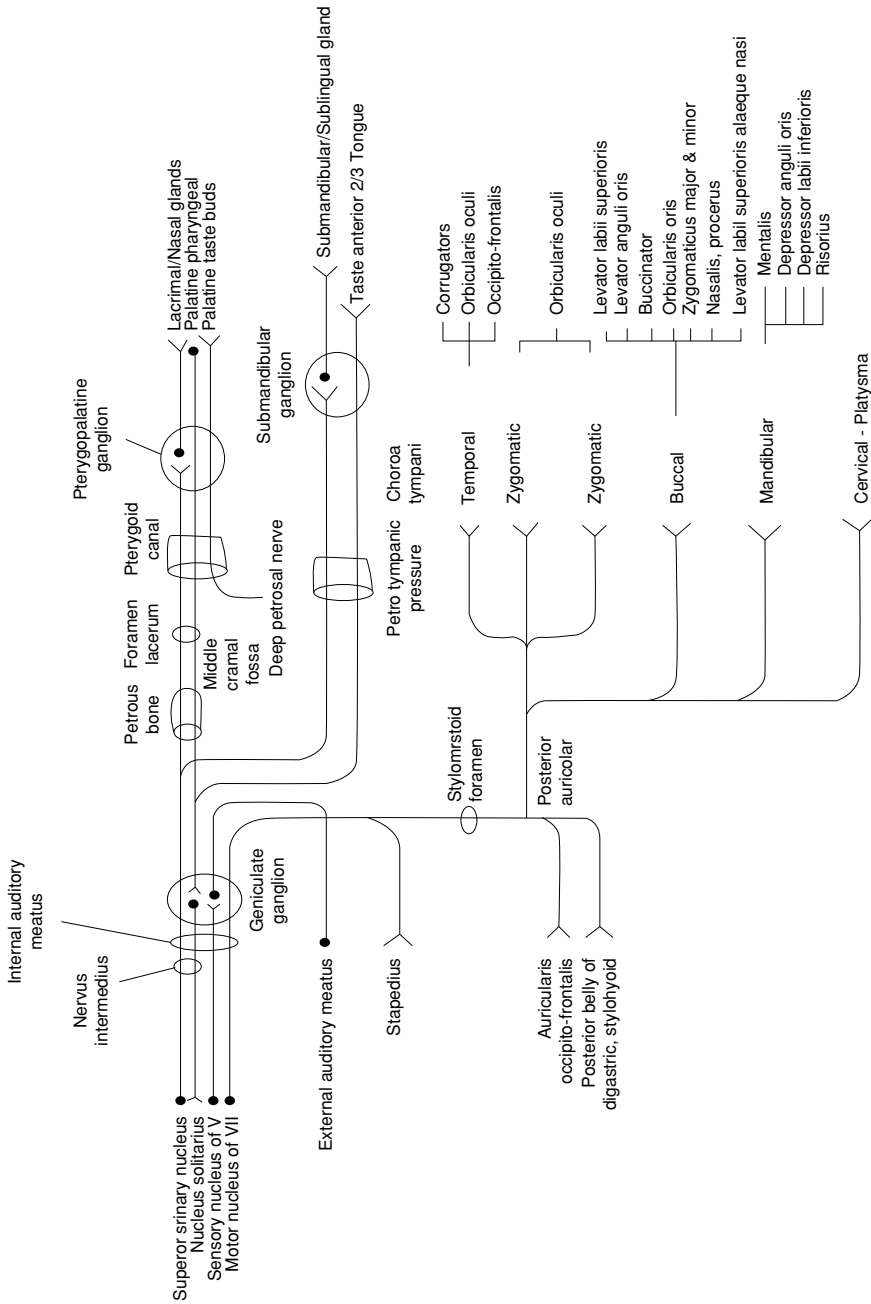 Internal auditory
meatus
Nervus
intermedius
Superor srinary nucleus
Nucleus solitarius
Sensory nucleus of V
Motor nucleus of VII
Geniculate
ganglion
Petrous
bone
Foramen
lacerum
Middle
cramal
fossa
Pterygoid
canal
Deep petrosal nerve
Pterygopalatine
ganglion
Lacrimal/Nasal glands
Palatine pharyngeal
Palatine taste buds
Submandibular
ganglion
Submandibular/Sublingual gland
Taste anterior 2/3 Tongue
Petro tympanic
pressure
Choroa
tympani
External auditory meatus
Stapedius
Stylomrstoid
foramen
Posterior
auricolar
Auricularis
occipito-frontalis
Posterior belly of
digastric, stylohyoid
Temporal
Zygomatic
Zygomatic
Buccal
Mandibular
Cervical - Platysma
Corrugators
Orbicularis oculi
Occipito-frontalis
Orbicularis oculi
Levator labii superioris
Levator anguli oris
Buccinator
Orbicularis oris
Zygomaticus major & minor
Nasalis, procerus
Levator labil superioris alaeque nasi
Mentalis
Depressor anguli oris
Depressor labii inferioris
Risorius